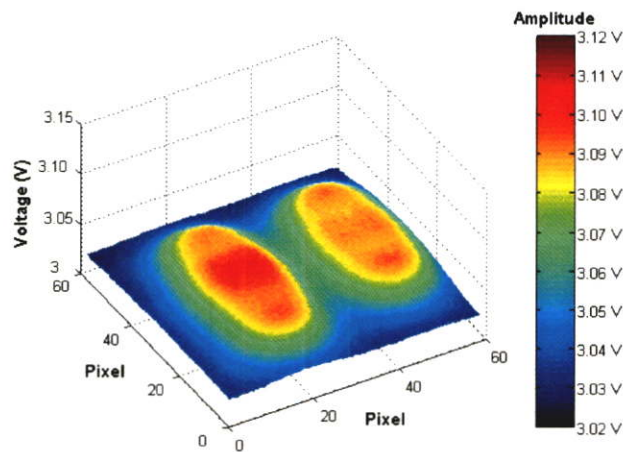 Amplitude
3.12 V
3.11 V
3.10 V
3.09 V
3.08 V
3.07 V
3.06 V
3.05 V
3.04 V
3.03 V
3.02 V
Voltage (V)
3.15
3.10
3.05
3
60
40
20
0
Pixel
0
20
40
60
Pixel